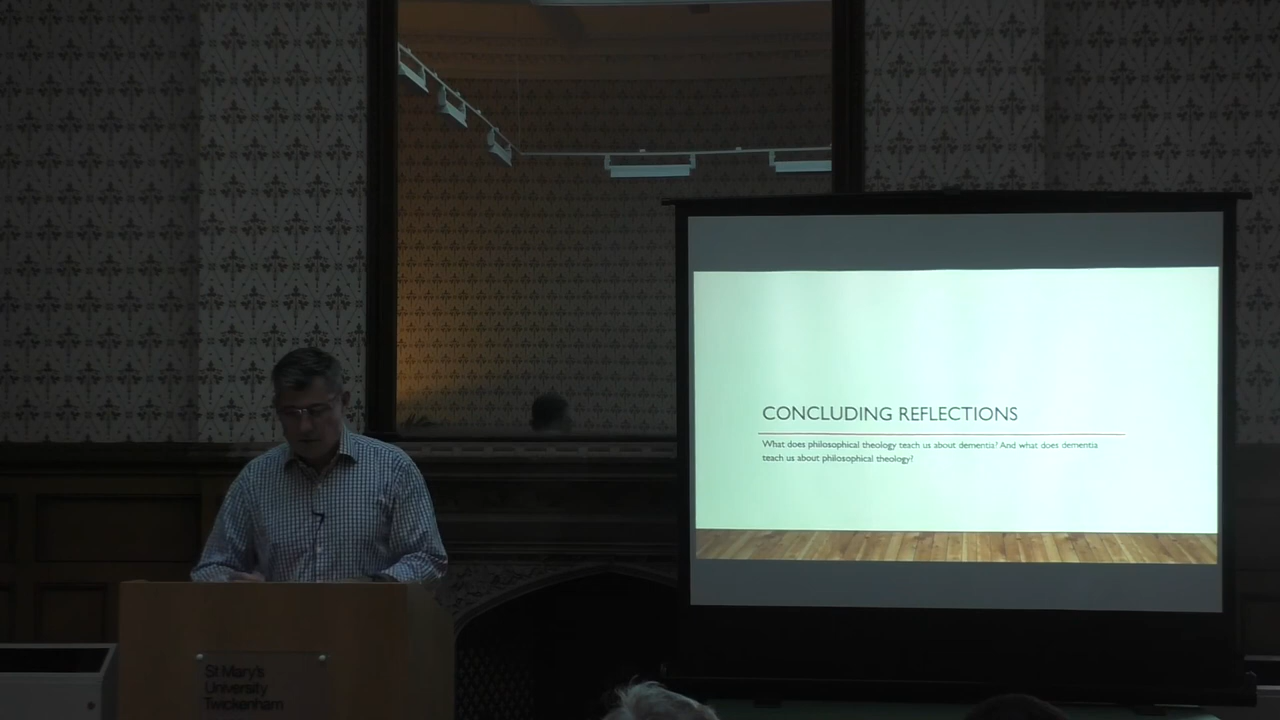 CONCLUDING REFLECTIONS
What does philosophical theology teach us about dementia? And what does dementia
teach us about philosophical theology?
St Mary's
University
Twickenham